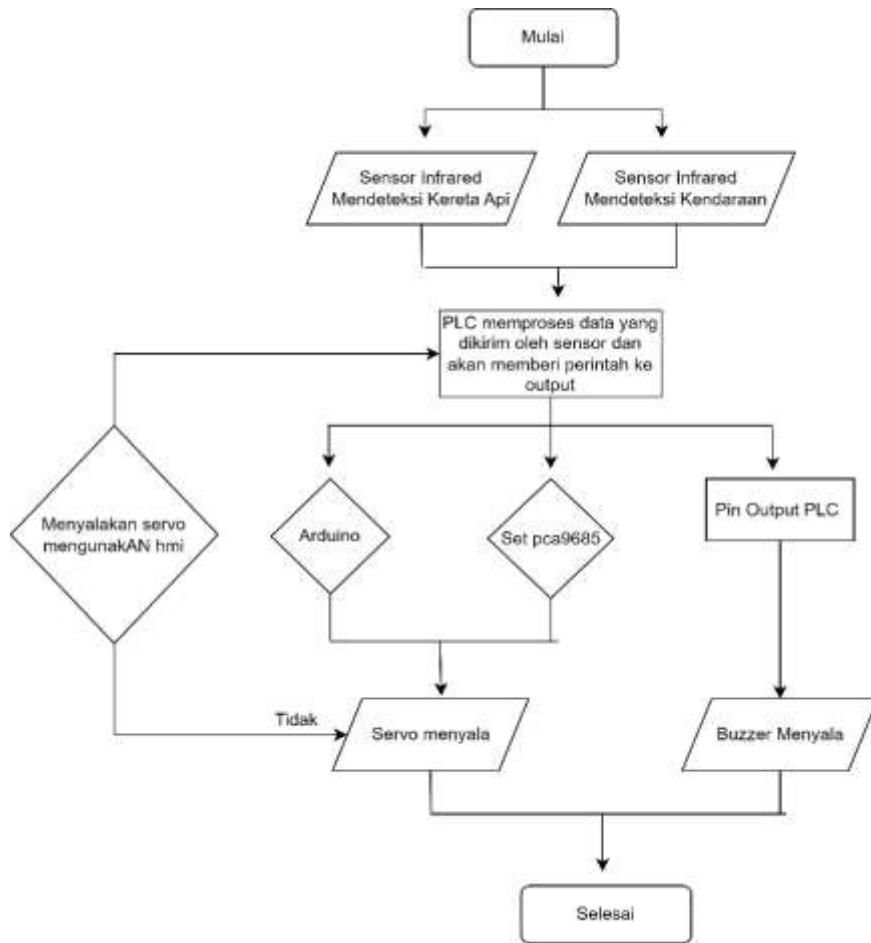 Mulai
Sensor Infrared
Mendeteksi Kereta Api
Sensor Infrared
Mendeteksi Kendaraan
PLC memproses data yang
dikirim oleh sensor dan
akan memberi perintah ke
output
Menyalakan servo
mengunakAN hmi
Arduino
Set pca9685
Pin Output PLC
Tidak
Servo menyala
Buzzer Menyala
Selesai